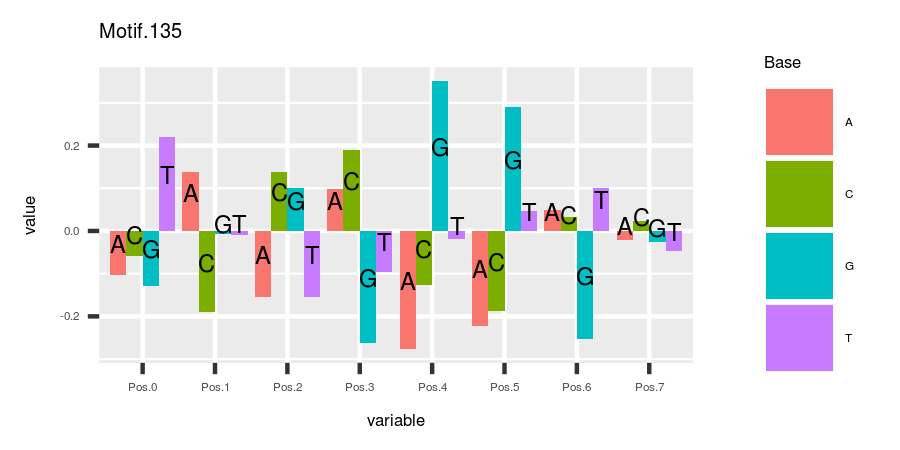 Motif.135
value
0.2
0.0
-0.2
A C G T A C G T A C G T A C G T A C G T A C G T A C G T A C G T
Pos.0 Pos.1 Pos.2 Pos.3 Pos.4 Pos.5 Pos.6 Pos.7
variable
Base
A
C
G
T